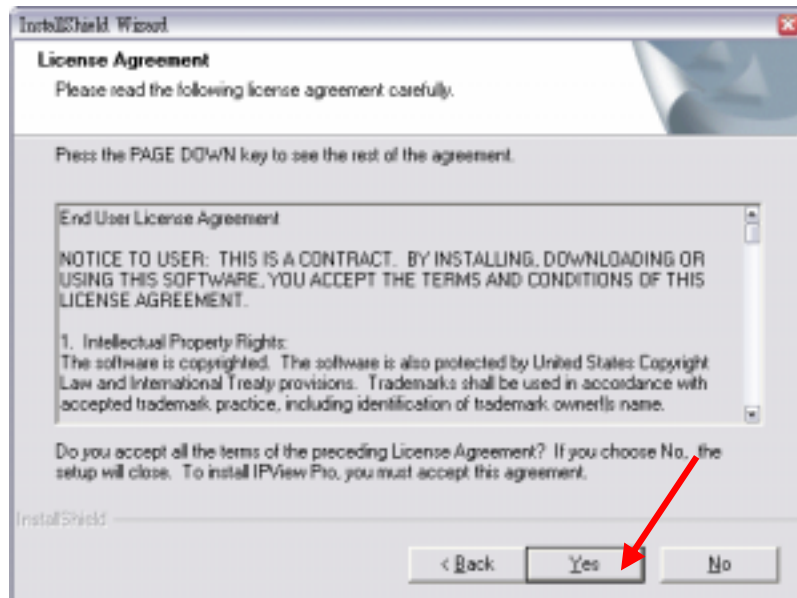 InstallShield Wizard
License Agreement
Please read the following license agreement carefully.
Press the PAGE DOWN key to see the rest of the agreement.
End User License Agreement
NOTICE TO USER: THIS IS A CONTRACT. BY INSTALLING, DOWNLOADING OR
USING THIS SOFTWARE, YOU ACCEPT THE TERMS AND CONDITIONS OF THIS
LICENSE AGREEMENT.
1. Intellectual Property Rights:
The software is copyrighted. The software is also protected by United States Copyright
Law and International Treaty provisions. Trademarks shall be used in accordance with
accepted trademark practice, including identification of trademark owner||s name.
Do you accept all the terms of the preceding License Agreement? If you choose No, the
setup will close. To install IPView Pro, you must accept this agreement.
InstallShield
< Back
Yes
No